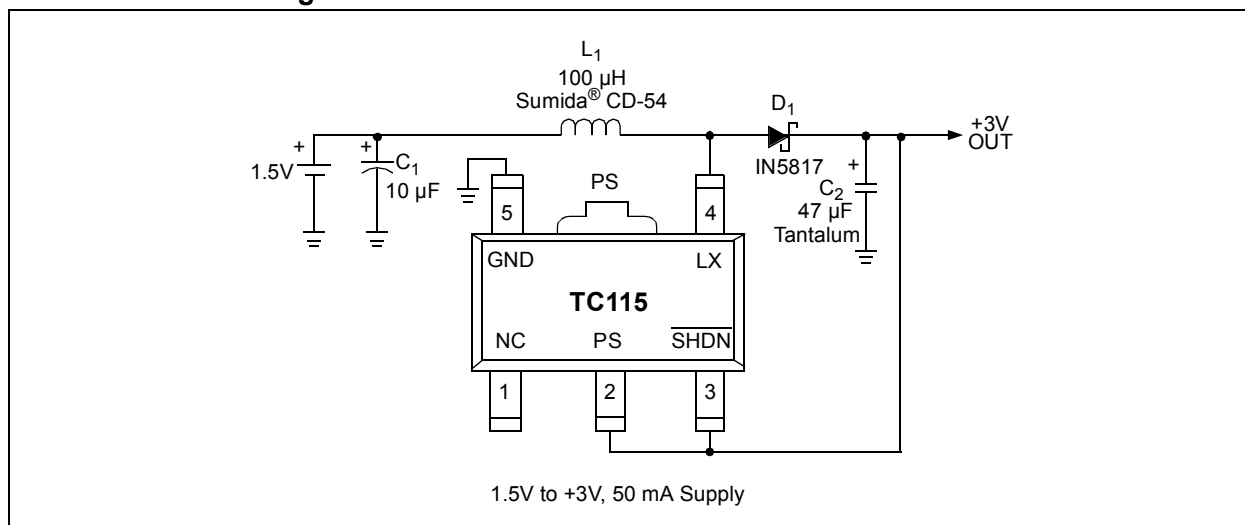 L1
100 µH
Sumida® CD-54
D1
+3V
OUT
+
1.5V
+
C1
10 µF
IN5817
+
C2
47 µF
Tantalum
PS
5
4
GND
LX
TC115
NC
PS
SHDN
1
2
3
1.5V to +3V, 50 mA Supply